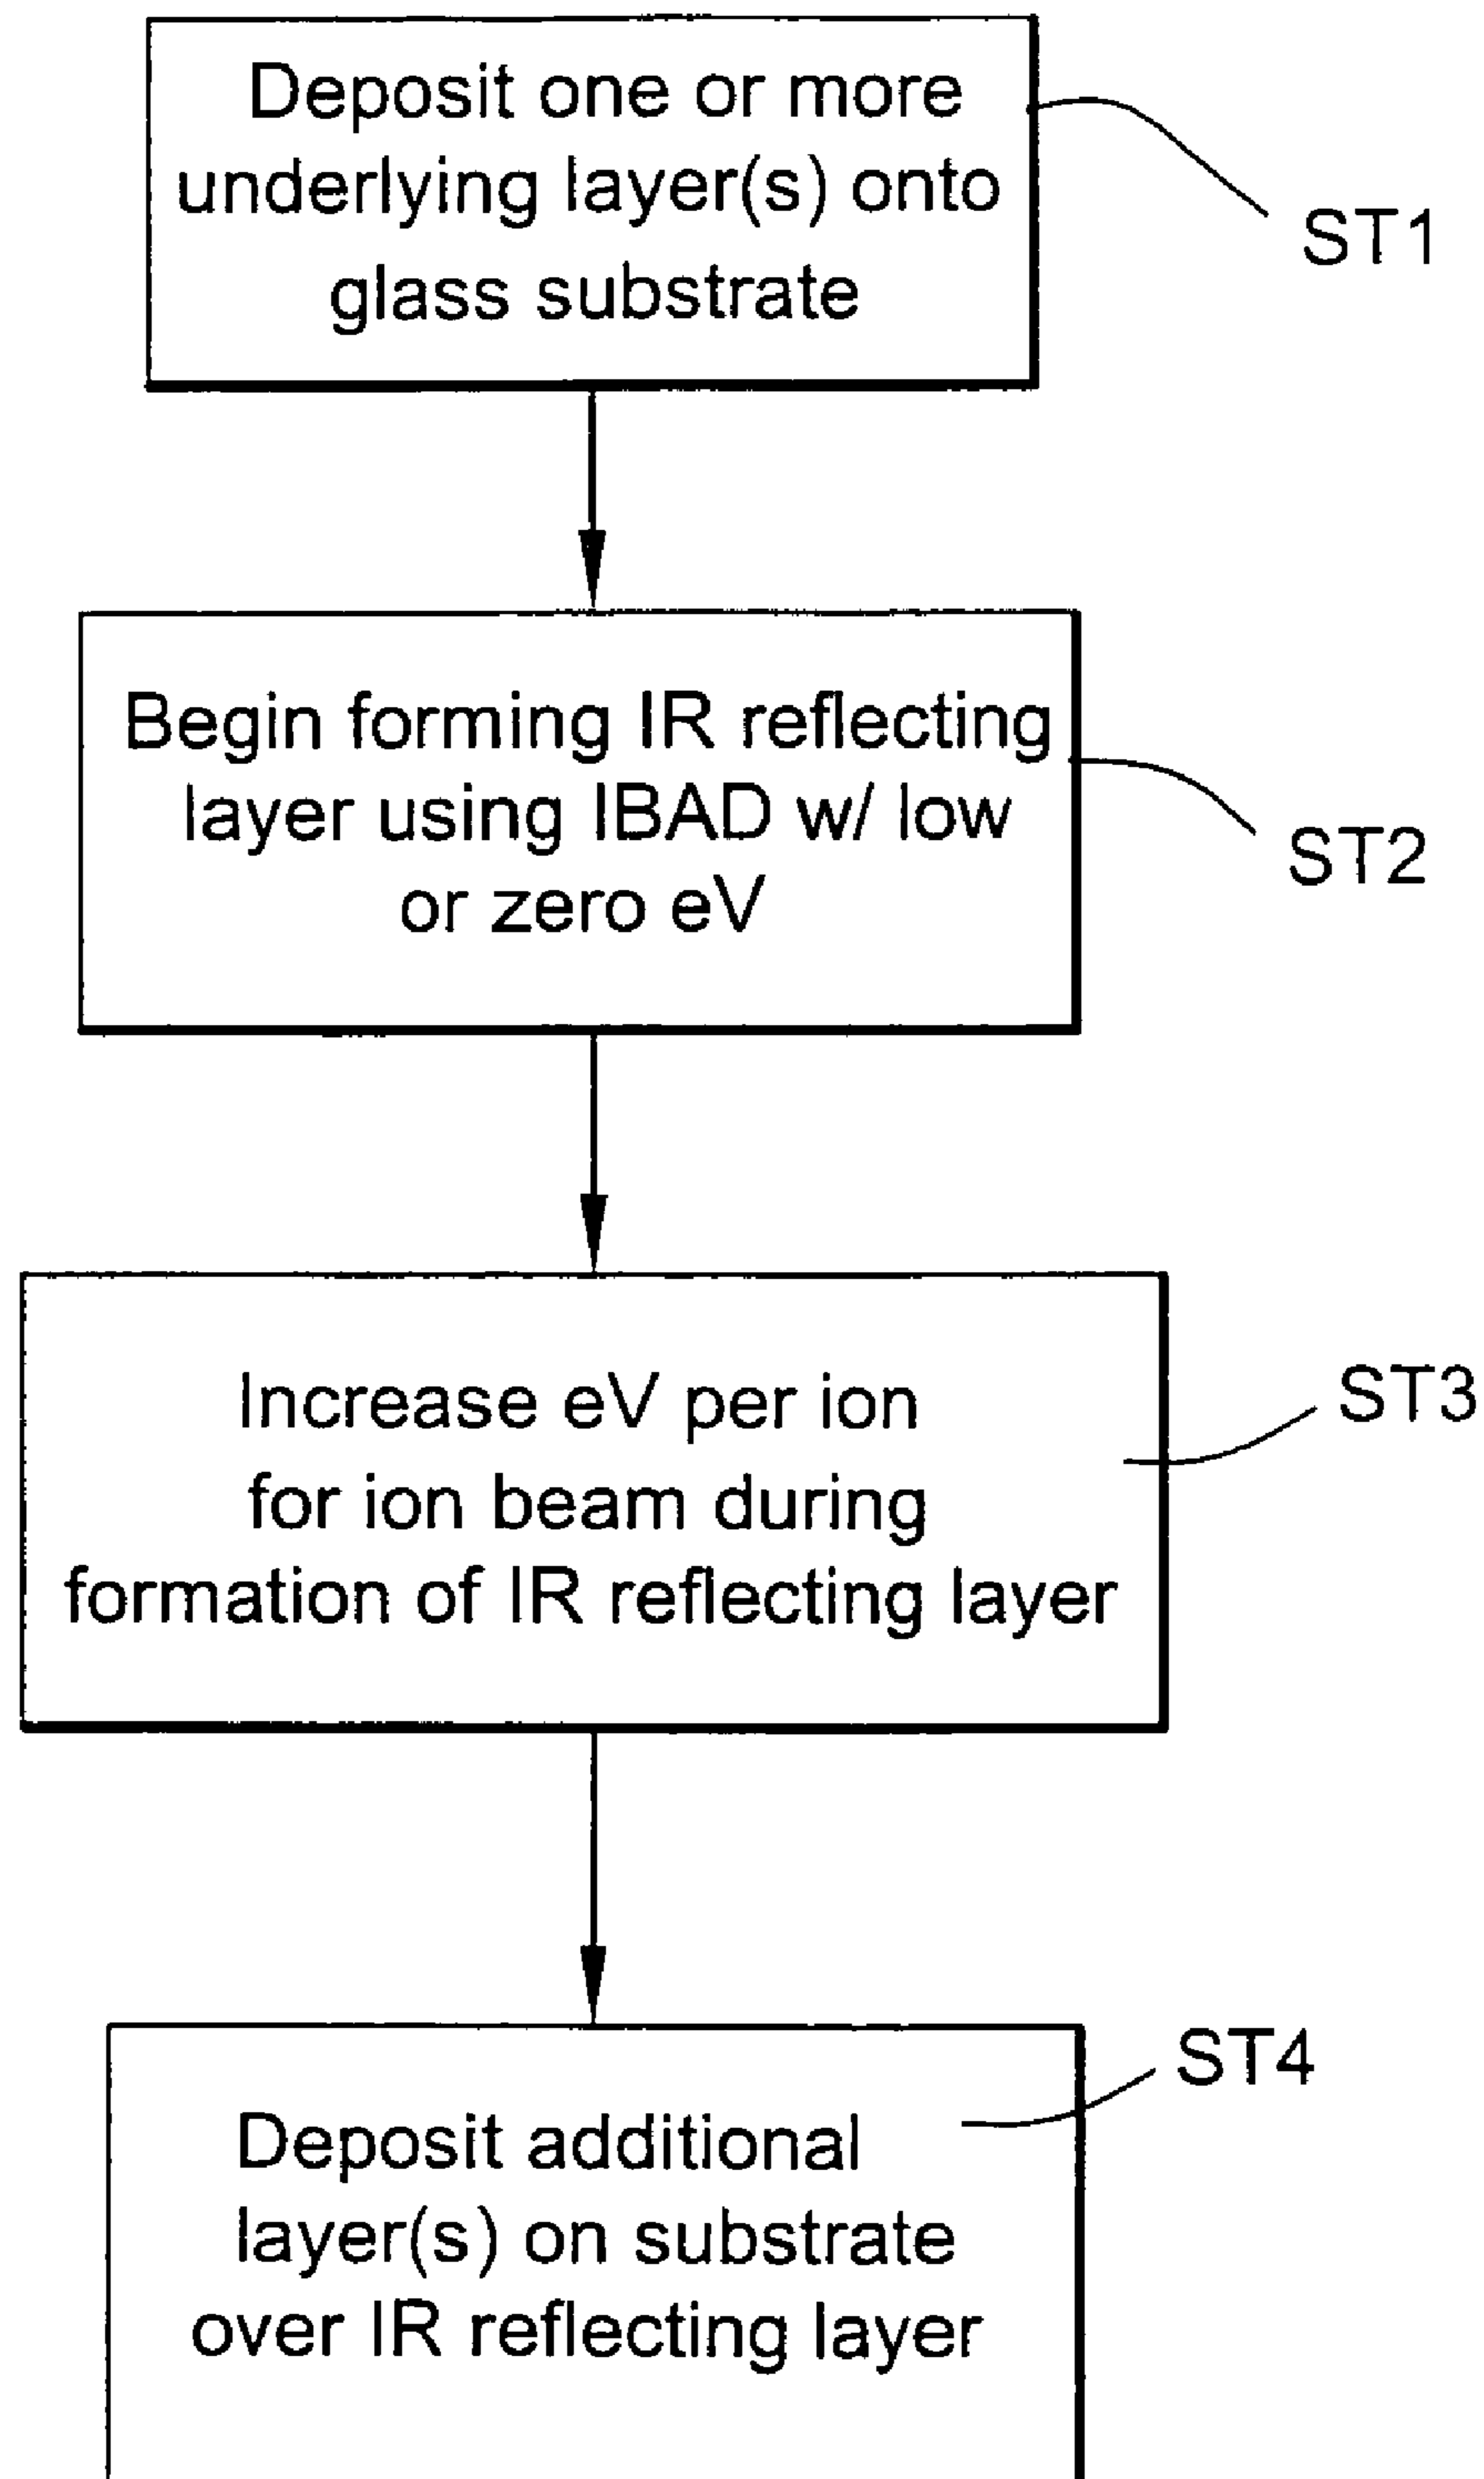 Deposit one or more
underlying layer(s) onto
glass substrate
ST1
Begin forming IR reflecting
layer using IBAD w/ low
or zero eV
ST2
Increase eV per ion
for ion beam during
formation of IR reflecting layer
ST3
Deposit additional
layer(s) on substrate
over IR reflecting layer
ST4